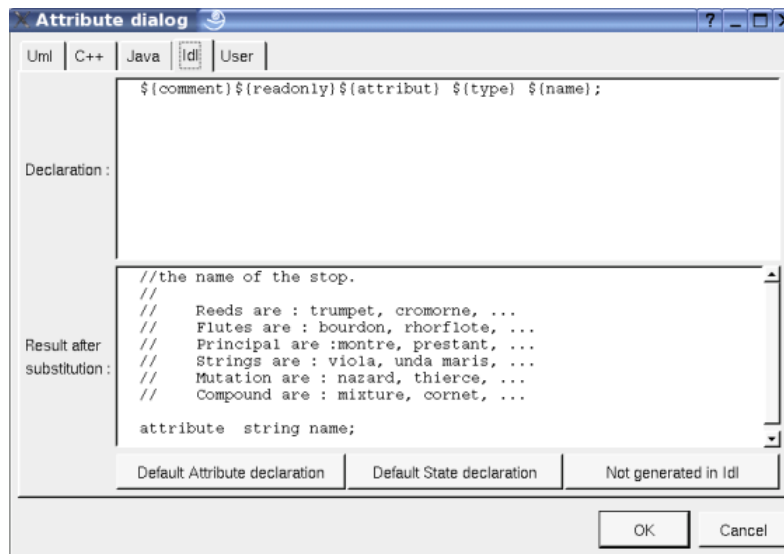 Attribute dialog
Uml C++ Java Idl User
Declaration :
${comment}${readonly}${attribut} ${type} ${name};
Result after
substitution :
//the name of the stop.
//
// Reeds are : trumpet, cromorne, ...
// Flutes are : bourdon, rhorflote, ...
// Principal are :montre, prestant, ...
// Strings are : viola, unda maris, ...
// Mutation are : nazard, thierce, ...
// Compound are : mixture, cornet, ...
attribute  string name;
Default Attribute declaration Default State declaration Not generated in Idl
OK Cancel